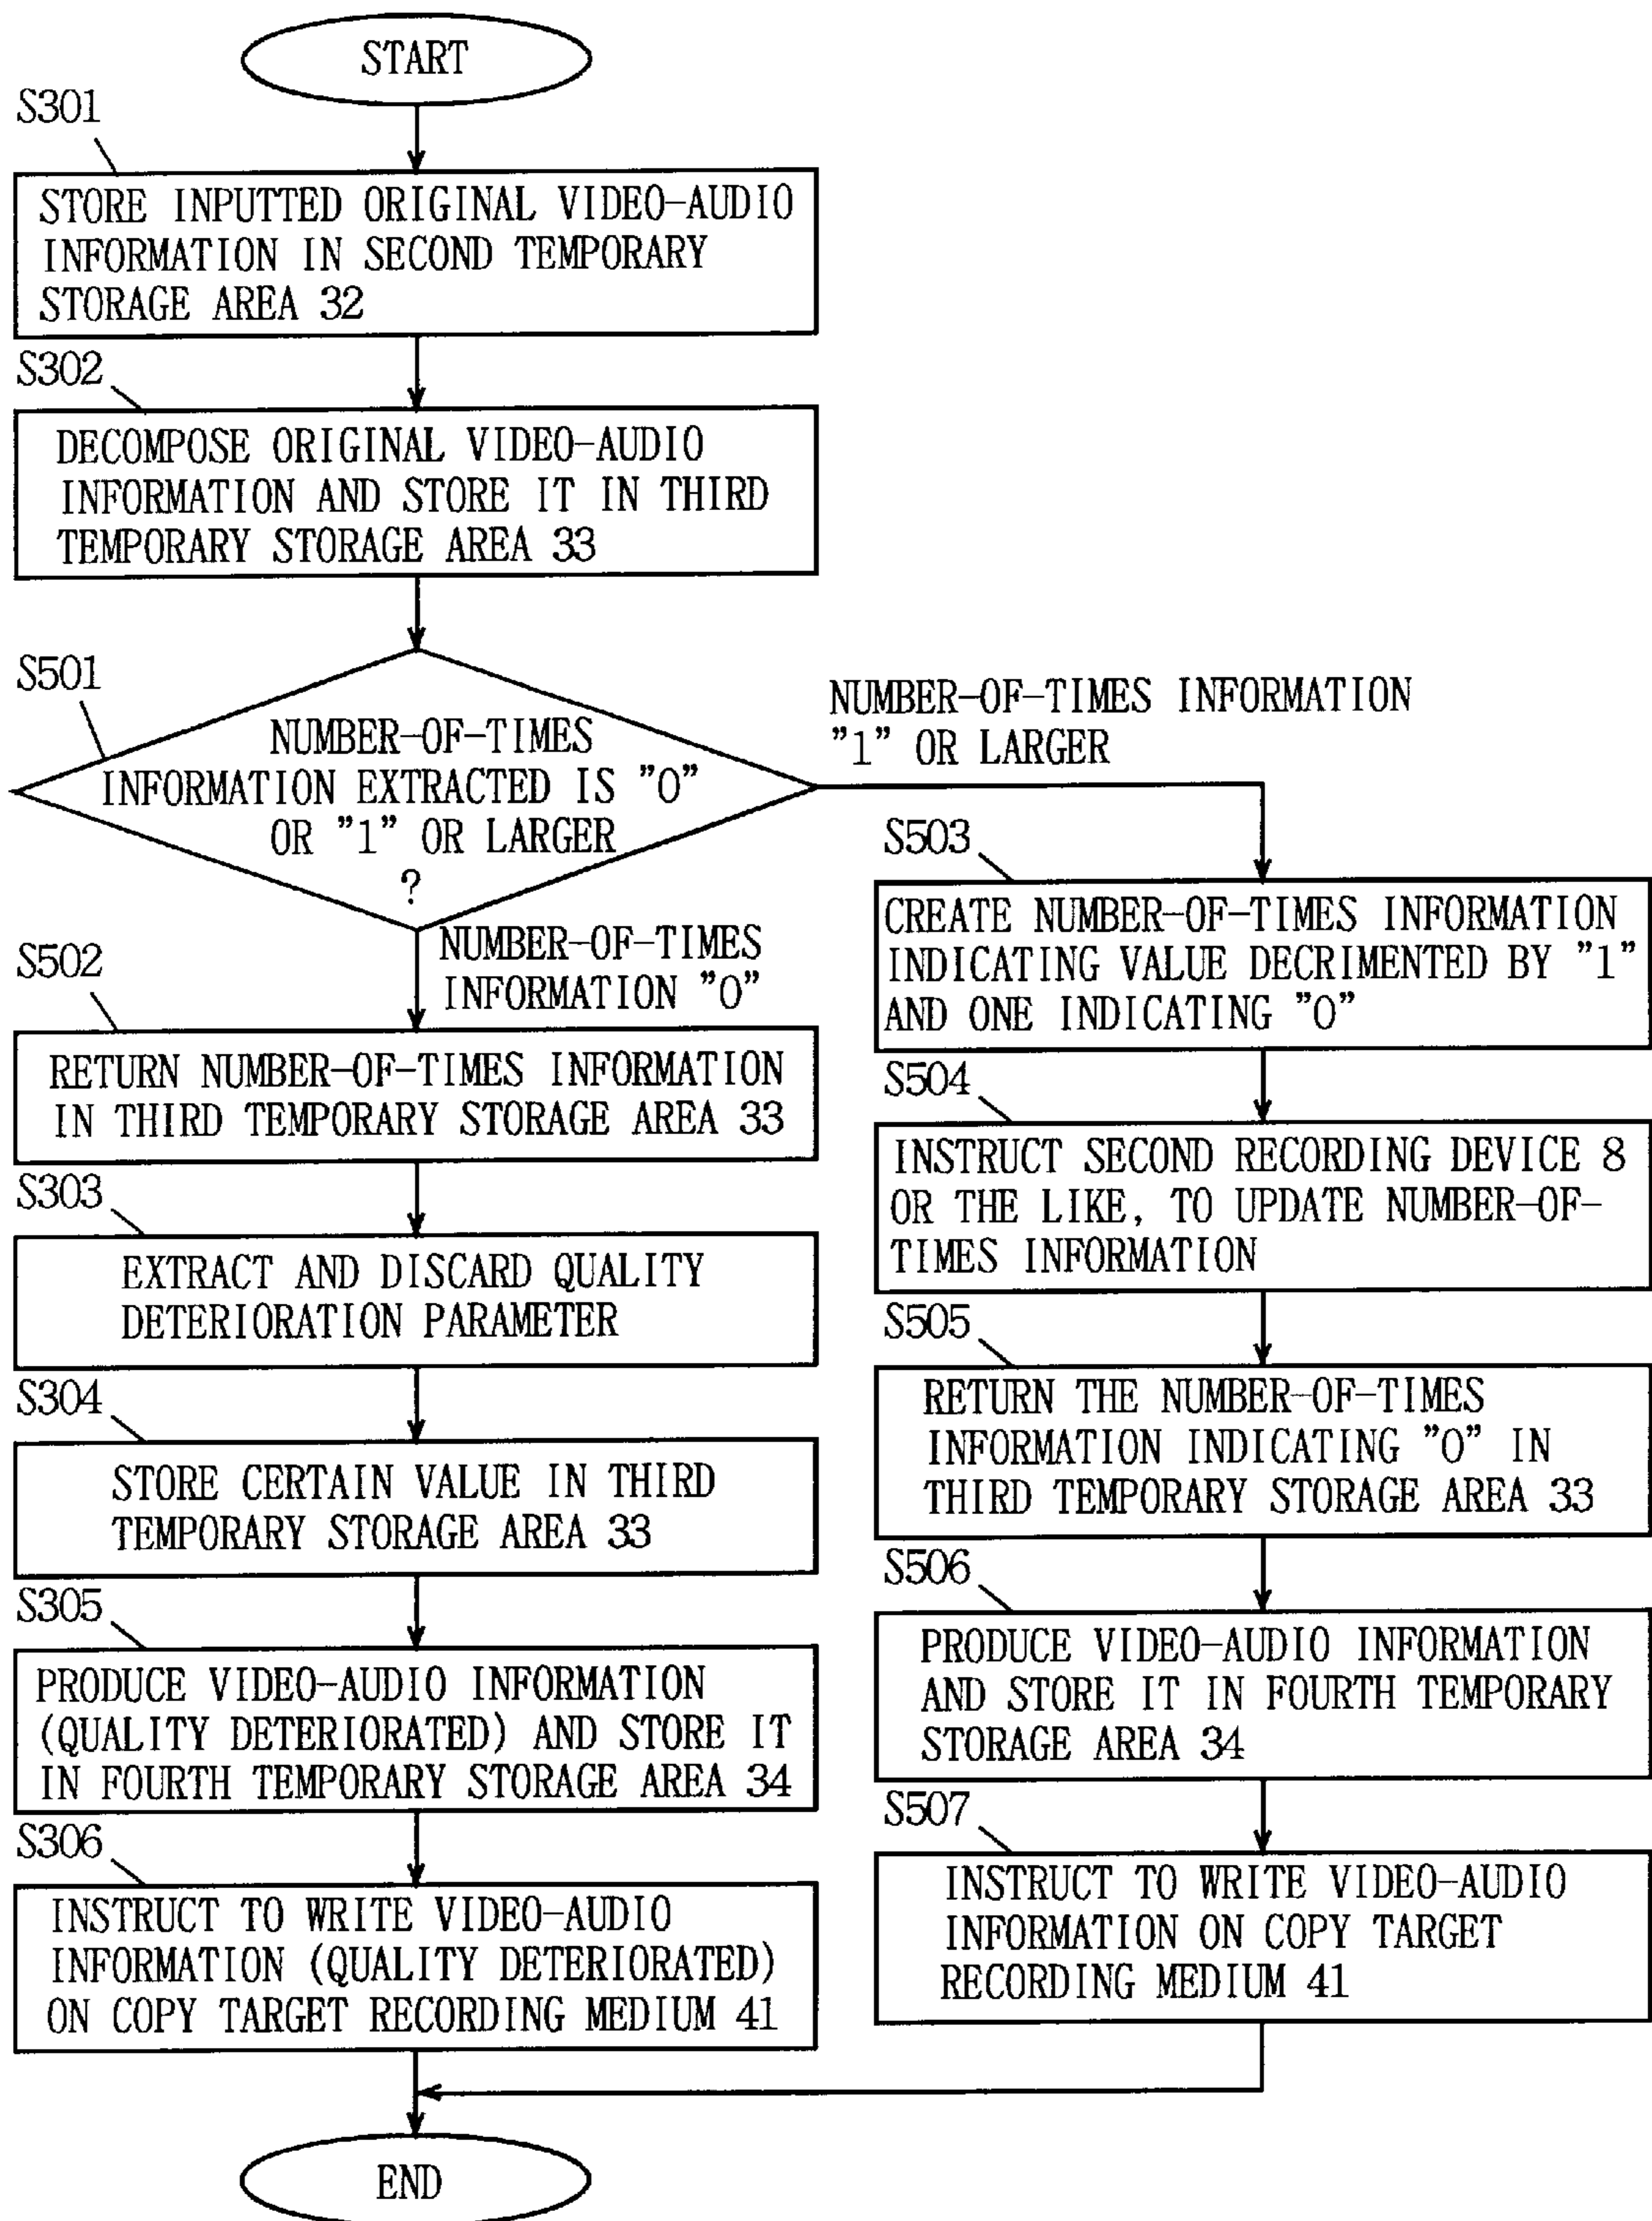 START
S301
STORE INPUTTED ORIGINAL VIDEO-AUDIO
INFORMATION IN SECOND TEMPORARY
STORAGE AREA 32
S302
DECOMPOSE ORIGINAL VIDEO-AUDIO
INFORMATION AND STORE IT IN THIRD
TEMPORARY STORAGE AREA 33
S501
NUMBER-OF-TIMES
INFORMATION EXTRACTED IS "0"
OR "1" OR LARGER
?
NUMBER-OF-TIMES INFORMATION
"1" OR LARGER
NUMBER-OF-TIMES
INFORMATION "0"
S502
RETURN NUMBER-OF-TIMES INFORMATION
IN THIRD TEMPORARY STORAGE AREA 33
S303
EXTRACT AND DISCARD QUALITY
DETERIORATION PARAMETER
S304
STORE CERTAIN VALUE IN THIRD
TEMPORARY STORAGE AREA 33
S305
PRODUCE VIDEO-AUDIO INFORMATION
(QUALITY DETERIORATED) AND STORE IT
IN FOURTH TEMPORARY STORAGE AREA 34
S306
INSTRUCT TO WRITE VIDEO-AUDIO
INFORMATION (QUALITY DETERIORATED)
ON COPY TARGET RECORDING MEDIUM 41
S503
CREATE NUMBER-OF-TIMES INFORMATION
INDICATING VALUE DECRIMENTED BY "1"
AND ONE INDICATING "0"
S504
INSTRUCT SECOND RECORDING DEVICE 8
OR THE LIKE, TO UPDATE NUMBER-OF-
TIMES INFORMATION
S505
RETURN THE NUMBER-OF-TIMES
INFORMATION INDICATING "0" IN
THIRD TEMPORARY STORAGE AREA 33
S506
PRODUCE VIDEO-AUDIO INFORMATION
AND STORE IT IN FOURTH TEMPORARY
STORAGE AREA 34
S507
INSTRUCT TO WRITE VIDEO-AUDIO
INFORMATION ON COPY TARGET
RECORDING MEDIUM 41
END